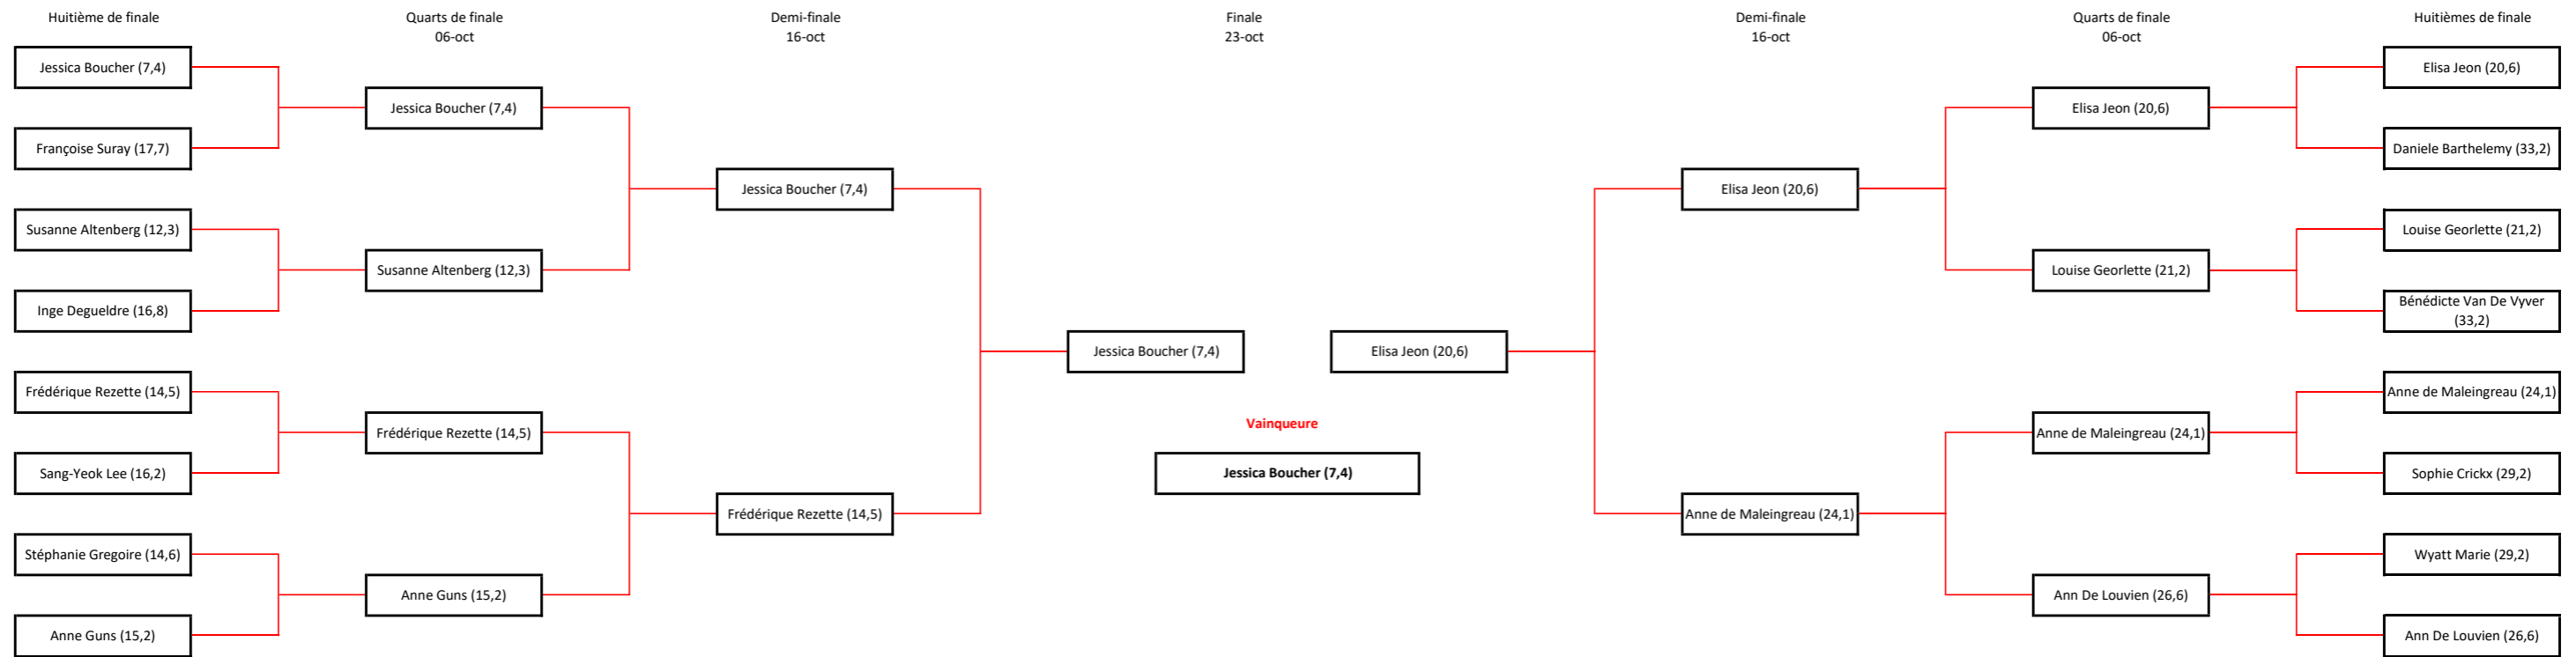 Huitième de finale
Quarts de finale
06-oct
Demi-finale
16-oct
Finale
23-oct
Demi-finale
16-oct
Quarts de finale
06-oct
Huitièmes de finale
Jessica Boucher (7,4)
Françoise Suray (17,7)
Susanne Altenberg (12,3)
Inge Degueldre (16,8)
Frédérique Rezette (14,5)
Sang-Yeok Lee (16,2)
Stéphanie Gregoire (14,6)
Anne Guns (15,2)
Jessica Boucher (7,4)
Susanne Altenberg (12,3)
Frédérique Rezette (14,5)
Anne Guns (15,2)
Jessica Boucher (7,4)
Frédérique Rezette (14,5)
Jessica Boucher (7,4)
Elisa Jeon (20,6)
Vainqueure
Jessica Boucher (7,4)
Elisa Jeon (20,6)
Anne de Maleingreau (24,1)
Elisa Jeon (20,6)
Louise Georlette (21,2)
Anne de Maleingreau (24,1)
Ann De Louvien (26,6)
Elisa Jeon (20,6)
Daniele Barthelemy (33,2)
Louise Georlette (21,2)
Bénédicte Van De Vyver
(33,2)
Anne de Maleingreau (24,1)
Sophie Crickx (29,2)
Wyatt Marie (29,2)
Ann De Louvien (26,6)